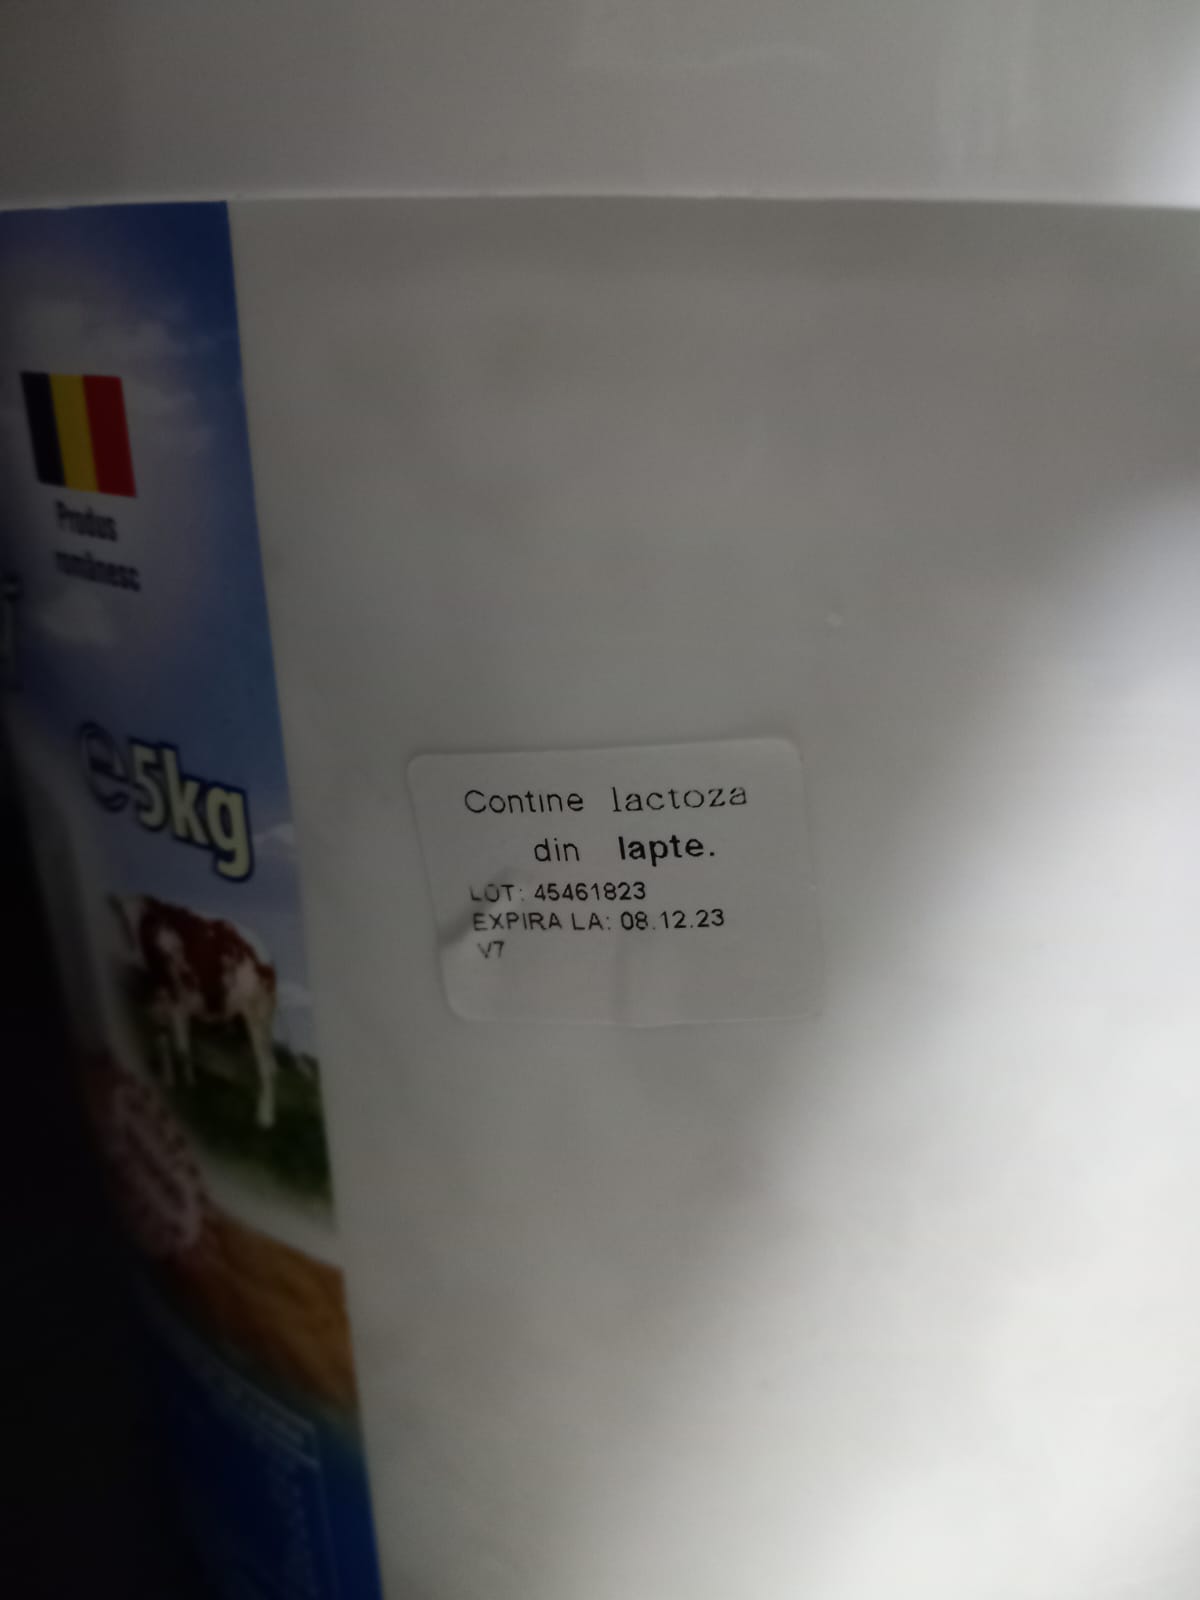 Produs
românesc
℮5kg
Contine lactoza
din lapte.
LOT: 45461823
EXPIRA LA: 08.12.23
V7